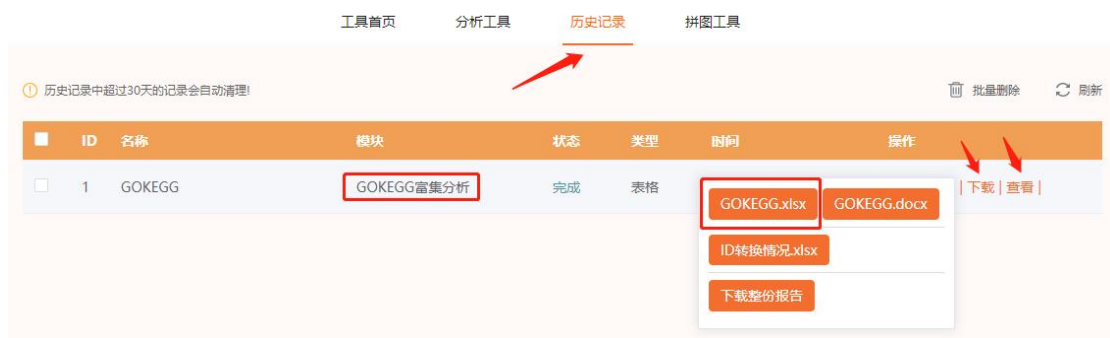 工具首页 分析工具 历史记录 拼图工具
历史记录中超过30天的记录会自动清理! 批量删除 刷新
ID 名称 模块 状态 类型 时间 操作
1 GOKEGG GOKEGG富集分析 完成 表格 | 下载 | 查看 |
GOKEGG.xlsx GOKEGG.docx
ID转换情况.xlsx
下载整份报告